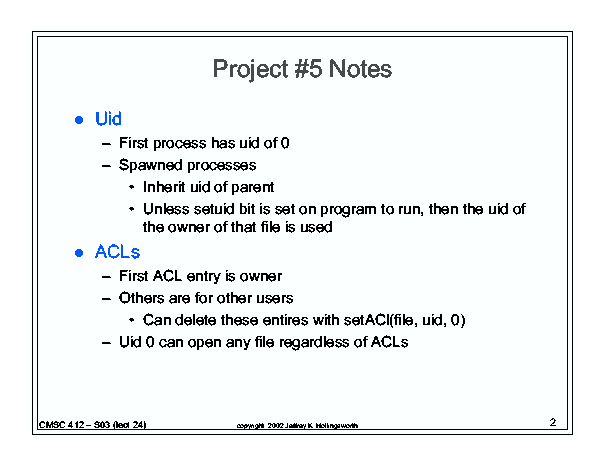 Project #5 Notes
● Uid
– First process has uid of 0
– Spawned processes
• Inherit uid of parent
• Unless setuid bit is set on program to run, then the uid of
the owner of that file is used
● ACLs
– First ACL entry is owner
– Others are for other users
• Can delete these entires with setACl(file, uid, 0)
– Uid 0 can open any file regardless of ACLs
CMSC 412 – S03 (lect 24)
copyright 2002 Jeffrey K. Hollingsworth
2